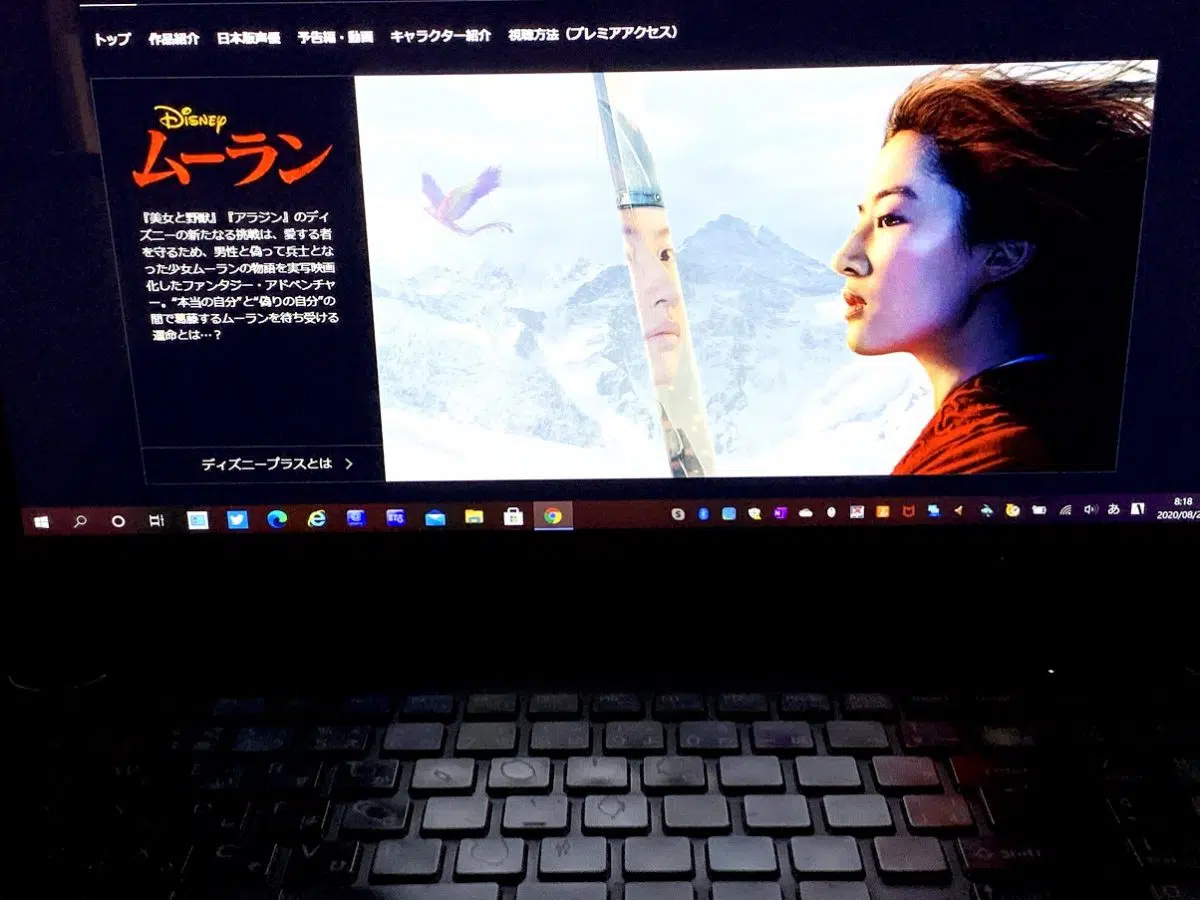 トップ 作品紹介 日本版声優 予告編・動画 キャラクター紹介 視聴方法（プレミアアクセス）
Disney
ムーラン
『美女と野獣』『アラジン』のディ
ズニーの新たなる挑戦は、愛する者
を守るため、男性と偽って兵士とな
った少女ムーランの物語を実写映画
化したファンタジー・アドベンチャ
ー。“本当の自分”と“偽りの自分”の
間で葛藤するムーランを待ち受ける
運命とは…？
ディズニープラスとは
あ
8:18
2020/08/2